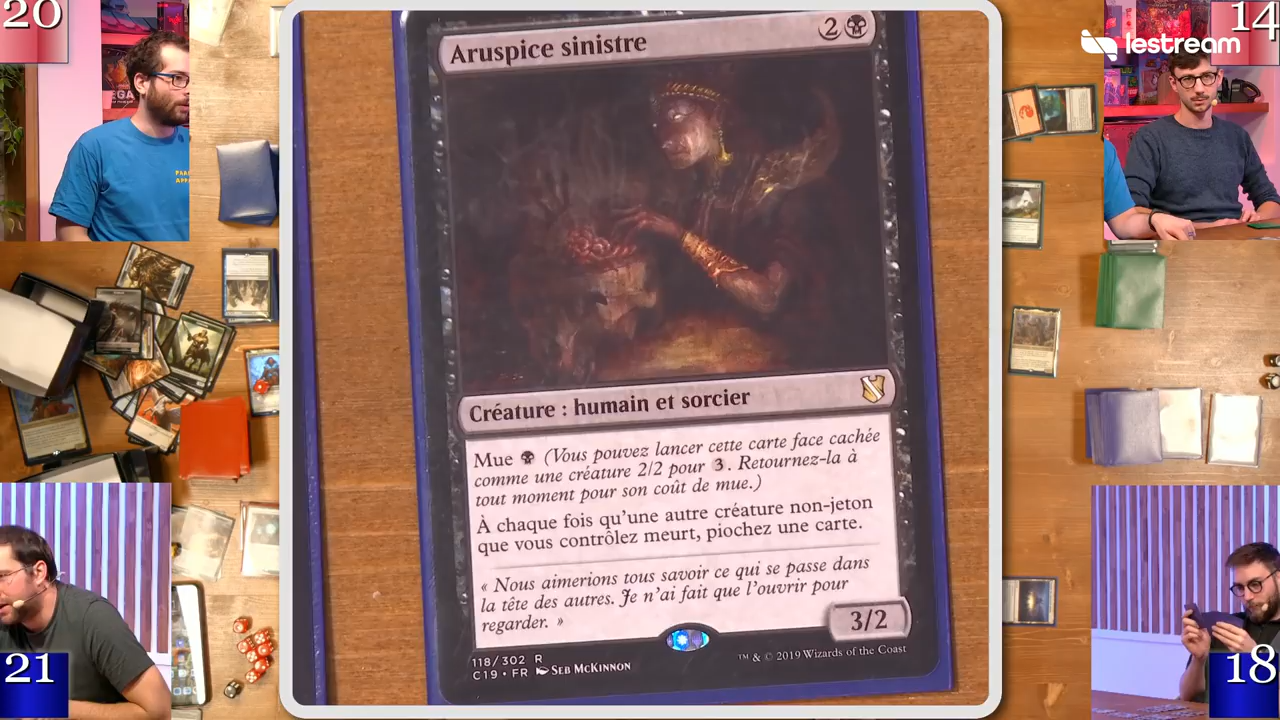 20
14
lestream
Aruspice sinistre
2
Créature : humain et sorcier
Mue (Vous pouvez lancer cette carte face cachée
comme une créature 2/2 pour 3. Retournez-la à
tout moment pour son coût de mue.)
À chaque fois qu'une autre créature non-jeton
que vous contrôlez meurt, piochez une carte.
« Nous aimerions tous savoir ce qui se passe dans
la tête des autres. Je n'ai fait que l'ouvrir pour
regarder. »
3/2
118/302 R
C19 • FR SEB MCKINNON
™ & © 2019 Wizards of the Coast
21
18